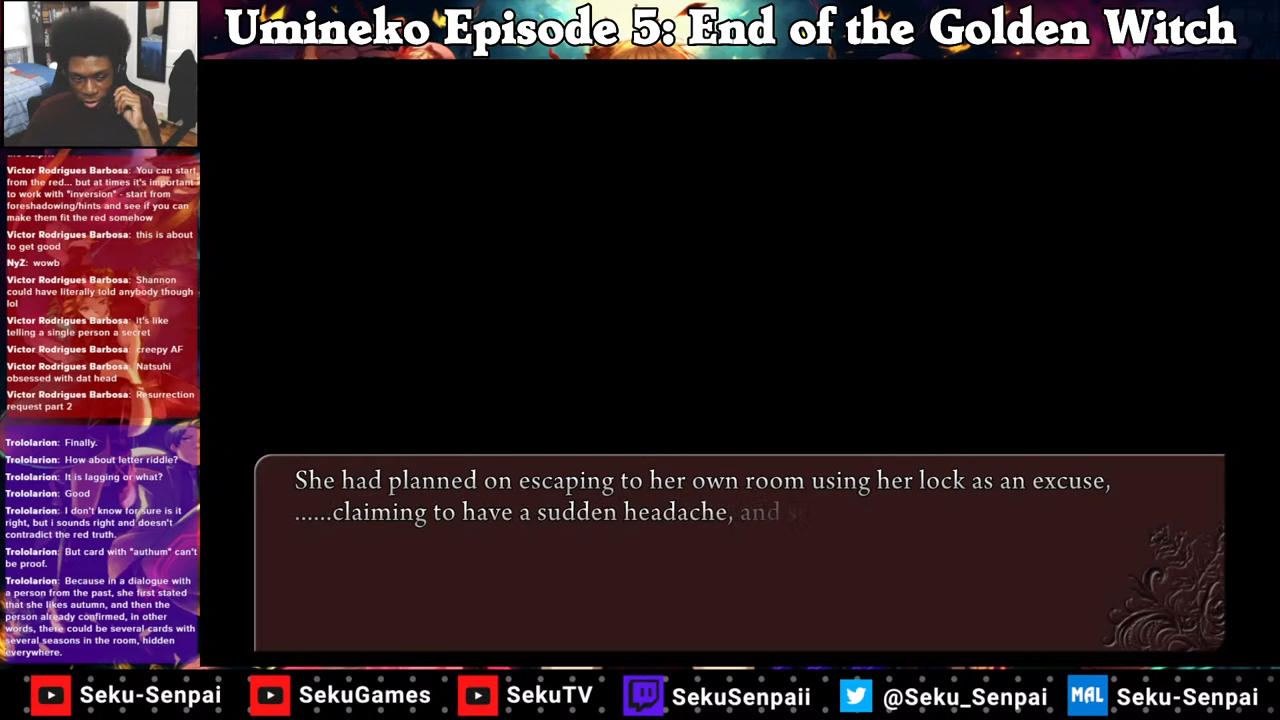 Umineko Episode 5: End of the Golden Witch
Victor Rodrigues Barbosa: You can start
from the red... but at times it's important
to work with "inversion" - start from
foreshadowing/hints and see if you can
make them fit the red somehow
Victor Rodrigues Barbosa: this is about
to get good
NyZ: wowb
Victor Rodrigues Barbosa: Shannon
could have literally told anybody though
lol
Victor Rodrigues Barbosa: it's like
telling a single person a secret
Victor Rodrigues Barbosa: creepy AF
Victor Rodrigues Barbosa: Natsuhi
obsessed with dat head
Victor Rodrigues Barbosa: Resurrection
request part 2
Trololarion: Finally.
Trololarion: How about letter riddle?
Trololarion: It is lagging or what?
Trololarion: Good
Trololarion: I don't know for sure is it
right, but i sounds right and doesn't
contradict the red truth.
Trololarion: But card with "authum" can't
be proof.
Trololarion: Because in a dialogue with
a person from the past, she first stated
that she likes autumn, and then the
person already confirmed, in other
words, there could be several cards with
several seasons in the room, hidden
everywhere.
She had planned on escaping to her own room using her lock as an excuse,
......claiming to have a sudden headache, and
Seku-Senpai
SekuGames
SekuTV
SekuSenpaii
@Seku_Senpai
MAL Seku-Senpai